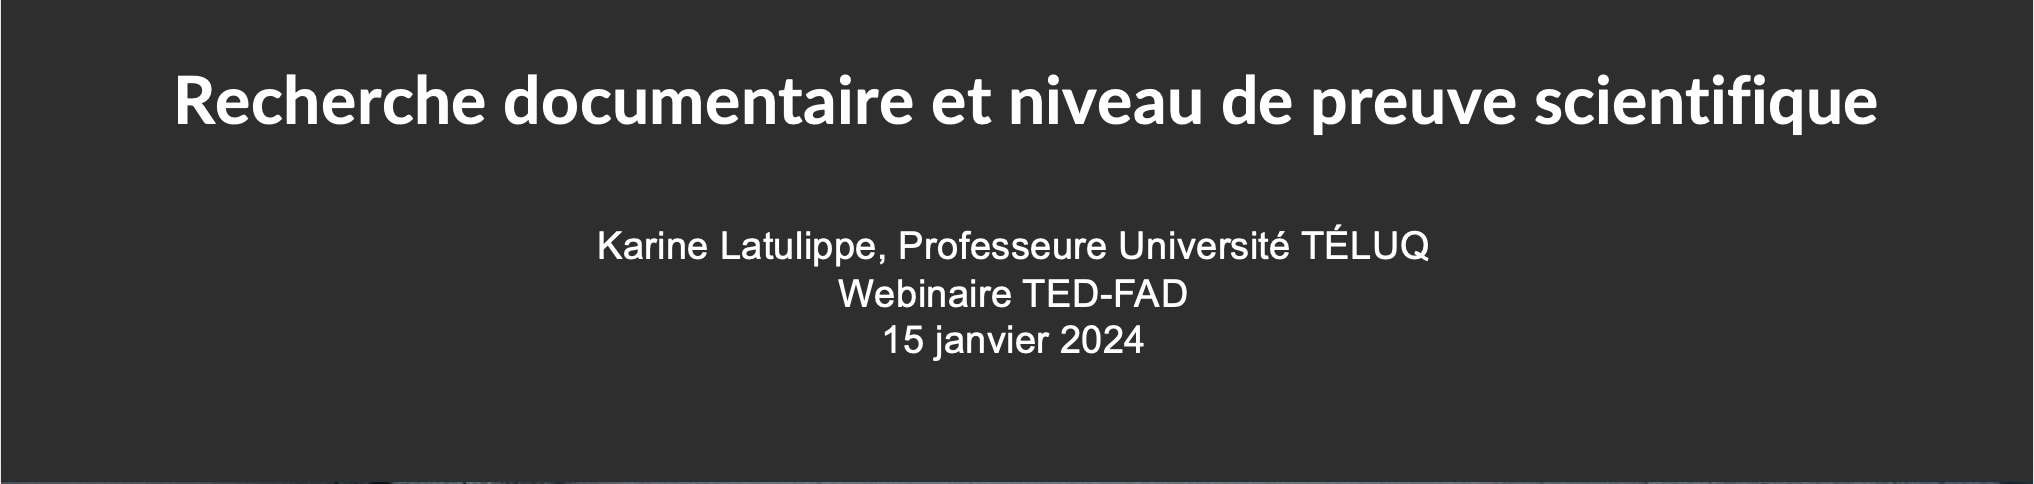 Recherche documentaire et niveau de preuve scientifique
Karine Latulippe, Professeure Université TÉLUQ
Webinaire TED-FAD
15 janvier 2024